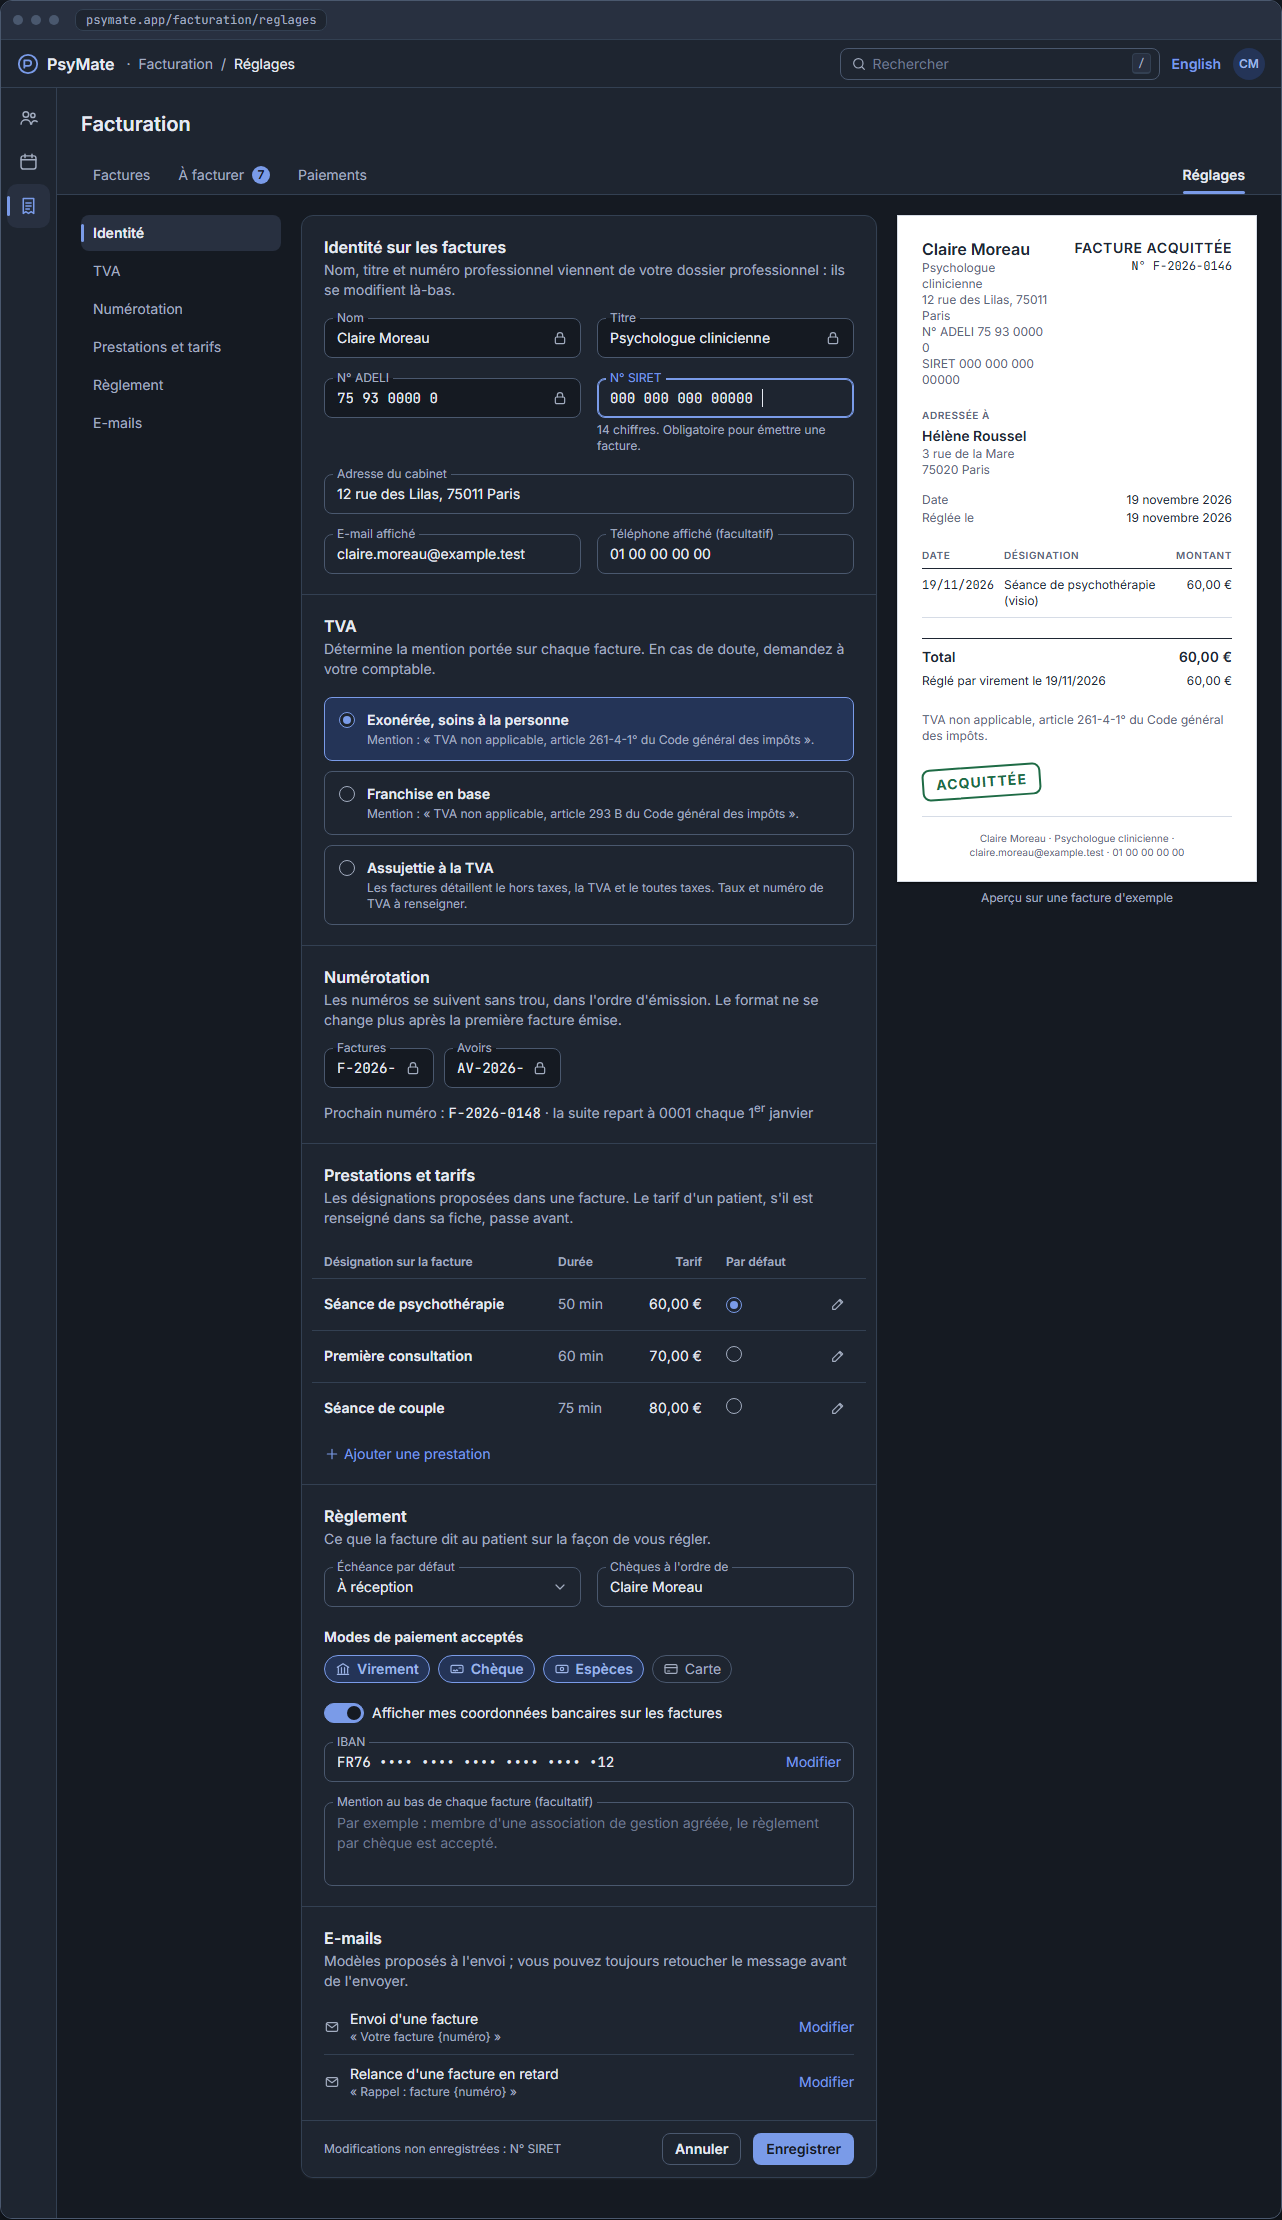 psymate.app/facturation/reglages
PsyMate · Facturation / Réglages
Rechercher /
English
CM
Facturation
Factures
À facturer 7
Paiements
Réglages
Identité
TVA
Numérotation
Prestations et tarifs
Règlement
E-mails
Identité sur les factures
Nom, titre et numéro professionnel viennent de votre dossier professionnel : ils
se modifient là-bas.
Nom
Claire Moreau
Titre
Psychologue clinicienne
N° ADELI
75 93 0000 0
N° SIRET
000 000 000 00000
14 chiffres. Obligatoire pour émettre une
facture.
Adresse du cabinet
12 rue des Lilas, 75011 Paris
E-mail affiché
claire.moreau@example.test
Téléphone affiché (facultatif)
01 00 00 00 00
TVA
Détermine la mention portée sur chaque facture. En cas de doute, demandez à
votre comptable.
Exonérée, soins à la personne
Mention : « TVA non applicable, article 261-4-1° du Code général des impôts ».
Franchise en base
Mention : « TVA non applicable, article 293 B du Code général des impôts ».
Assujettie à la TVA
Les factures détaillent le hors taxes, la TVA et le toutes taxes. Taux et numéro de
TVA à renseigner.
Numérotation
Les numéros se suivent sans trou, dans l'ordre d'émission. Le format ne se
change plus après la première facture émise.
Factures
F-2026-
Avoirs
AV-2026-
Prochain numéro : F-2026-0148 · la suite repart à 0001 chaque 1er janvier
Prestations et tarifs
Les désignations proposées dans une facture. Le tarif d'un patient, s'il est
renseigné dans sa fiche, passe avant.
Désignation sur la facture Durée Tarif Par défaut
Séance de psychothérapie 50 min 60,00 €
Première consultation 60 min 70,00 €
Séance de couple 75 min 80,00 €
+ Ajouter une prestation
Règlement
Ce que la facture dit au patient sur la façon de vous régler.
Échéance par défaut
À réception
Chèques à l'ordre de
Claire Moreau
Modes de paiement acceptés
Virement
Chèque
Espèces
Carte
Afficher mes coordonnées bancaires sur les factures
IBAN
FR76 •••• •••• •••• •••• •••• •12
Modifier
Mention au bas de chaque facture (facultatif)
Par exemple : membre d'une association de gestion agréée, le règlement
par chèque est accepté.
E-mails
Modèles proposés à l'envoi ; vous pouvez toujours retoucher le message avant
de l'envoyer.
Envoi d'une facture
« Votre facture {numéro} »
Modifier
Relance d'une facture en retard
« Rappel : facture {numéro} »
Modifier
Modifications non enregistrées : N° SIRET
Annuler
Enregistrer
Claire Moreau
Psychologue
clinicienne
12 rue des Lilas, 75011
Paris
N° ADELI 75 93 0000
0
SIRET 000 000 000
00000
FACTURE ACQUITTÉE
N° F-2026-0146
ADRESSÉE À
Hélène Roussel
3 rue de la Mare
75020 Paris
Date 19 novembre 2026
Réglée le 19 novembre 2026
DATE DÉSIGNATION MONTANT
19/11/2026 Séance de psychothérapie 60,00 €
(visio)
Total 60,00 €
Réglé par virement le 19/11/2026 60,00 €
TVA non applicable, article 261-4-1° du Code général
des impôts.
ACQUITTÉE
Claire Moreau · Psychologue clinicienne ·
claire.moreau@example.test · 01 00 00 00 00
Aperçu sur une facture d'exemple